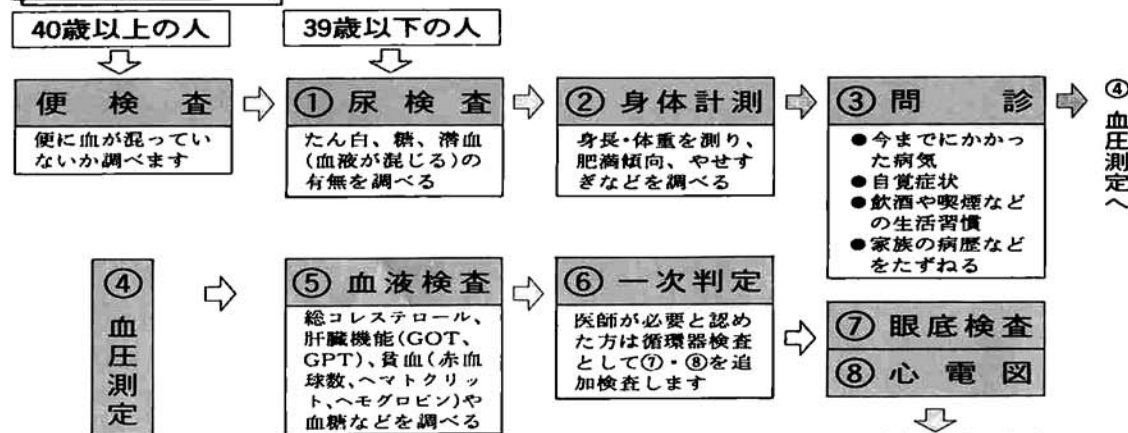 40歳以上の人
39歳以下の人
便検査
便に血が混ってい
ないか調べます
①尿検査
たん白、糖、潜血
(血液が混じる)の
有無を調べる
②身体計測
身長・体重を測り、
肥満傾向、やせす
ぎなどを調べる
③問診
●今までにかかっ
た病気
●自覚症状
●飲酒や喫煙など
の生活習慣
●家族の病歴など
をたずねる
④血圧測定へ
④血圧測定
⑤血液検査
総コレステロール、
肝臓機能(GOT、
GPT)、貧血(赤血
球数、ヘマトクリッ
ト、ヘモグロビン)や
血糖などを調べる
⑥一次判定
医師が必要と認め
た方は循環器検査
として⑦・⑧を追
加検査します
⑦眼底検査
⑧心電図